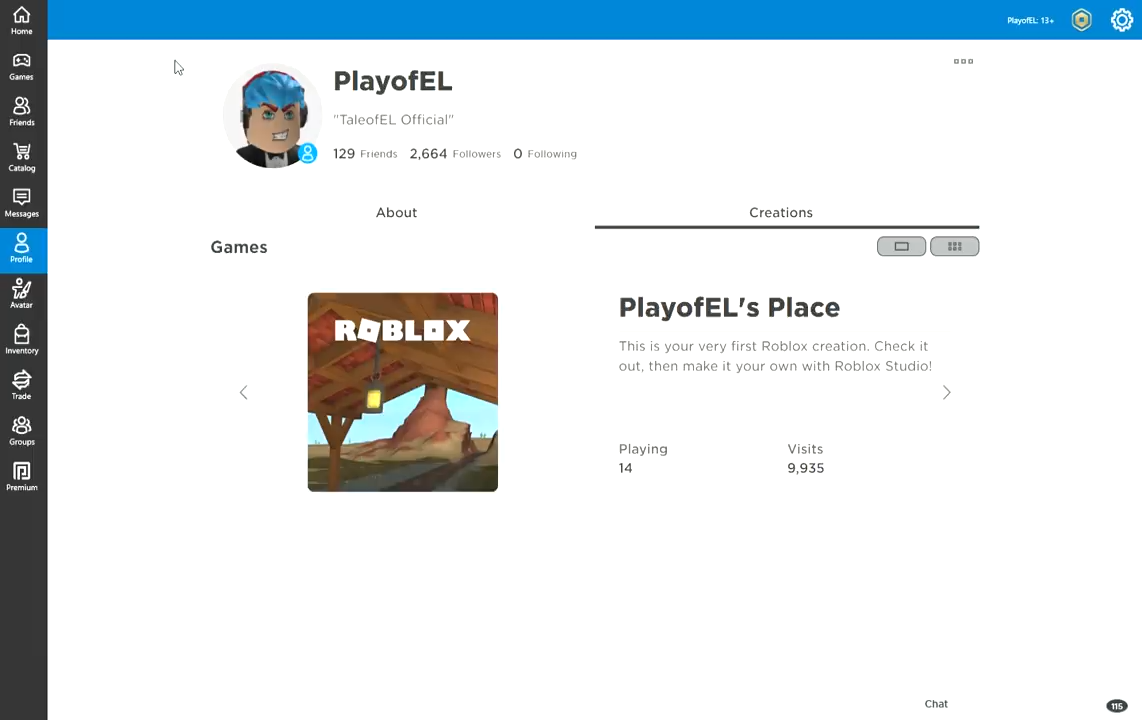 PlayofEL: 13+
Home
Games
Friends
Catalog
Messages
Profile
Avatar
Inventory
Trade
Groups
Premium
PlayofEL
"TaleofEL Official"
129 Friends 2,664 Followers 0 Following
About Creations
Games
ROBLOX
PlayofEL's Place
This is your very first Roblox creation. Check it
out, then make it your own with Roblox Studio!
Playing Visits
14 9,935
Chat 115